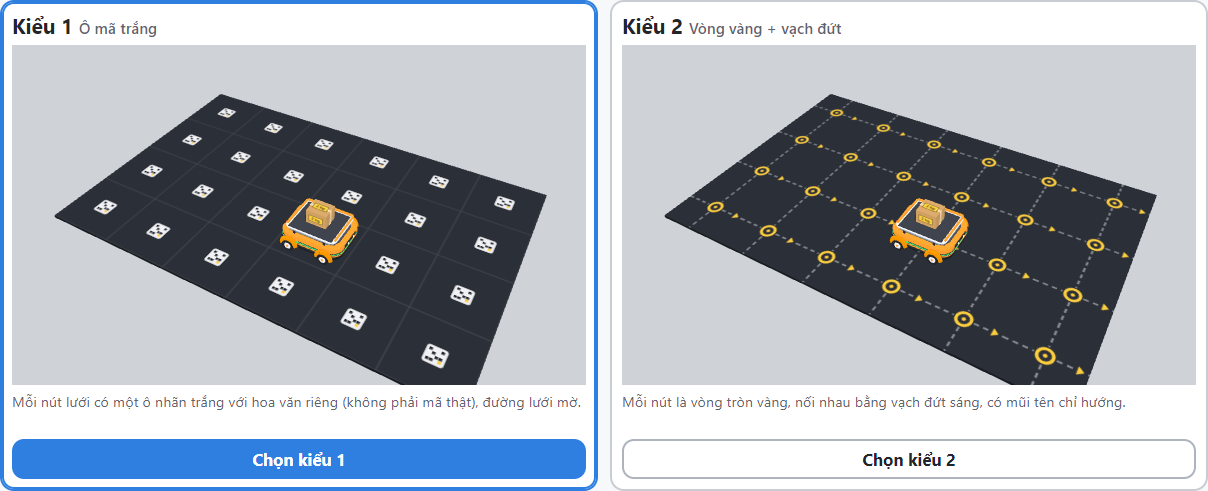 Kiểu 1 Ô mã trắng
Mỗi nút lưới có một ô nhãn trắng với hoa văn riêng (không phải mã thật), đường lưới mờ.
Chọn kiểu 1
Kiểu 2 Vòng vàng + vạch đứt
Mỗi nút là vòng tròn vàng, nối nhau bằng vạch đứt sáng, có mũi tên chỉ hướng.
Chọn kiểu 2